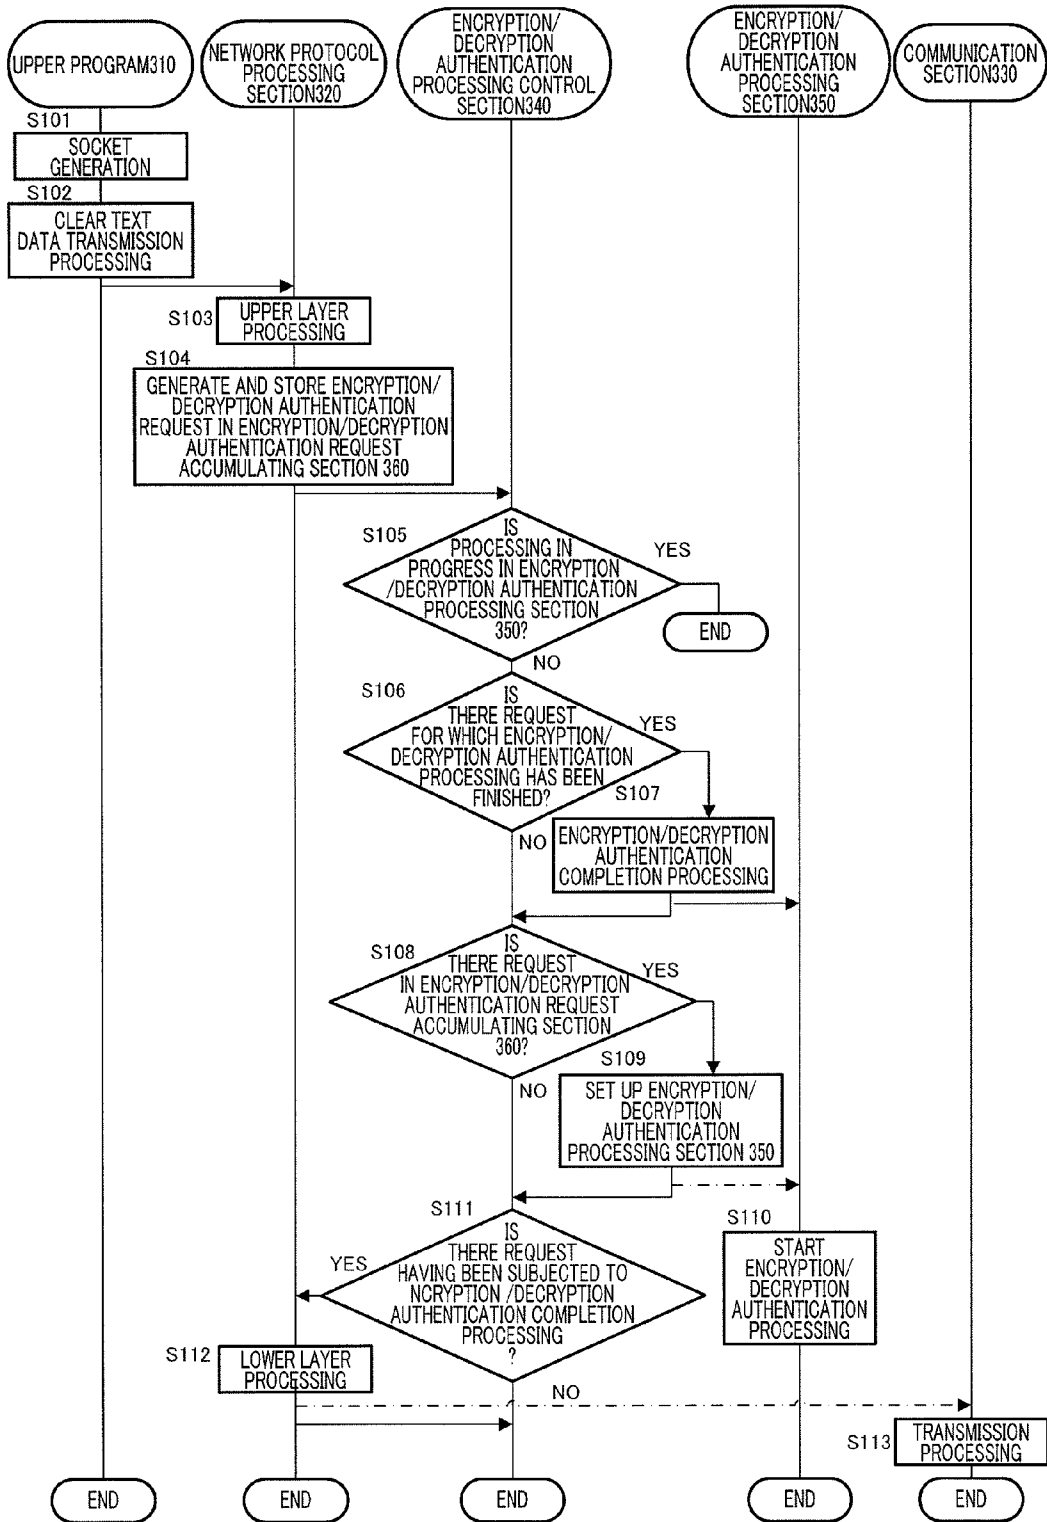 UPPER PROGRAM310
NETWORK PROTOCOL
PROCESSING
SECTION320
ENCRYPTION/
DECRYPTION
AUTHENTICATION
PROCESSING CONTROL
SECTION340
ENCRYPTION/
DECRYPTION
AUTHENTICATION
PROCESSING
SECTION350
COMMUNICATION
SECTION330
S101
SOCKET
GENERATION
S102
CLEAR TEXT
DATA TRANSMISSION
PROCESSING
S103
UPPER LAYER
PROCESSING
S104
GENERATE AND STORE ENCRYPTION/
DECRYPTION AUTHENTICATION
REQUEST IN ENCRYPTION/DECRYPTION
AUTHENTICATION REQUEST
ACCUMULATING SECTION 360
S105
IS
PROCESSING IN
PROGRESS IN ENCRYPTION
/DECRYPTION AUTHENTICATION
PROCESSING SECTION
350?
YES
END
NO
S106
IS
THERE REQUEST
FOR WHICH ENCRYPTION/
DECRYPTION AUTHENTICATION
PROCESSING HAS BEEN
FINISHED?
YES
S107
NO
ENCRYPTION/DECRYPTION
AUTHENTICATION
COMPLETION PROCESSING
S108
IS
THERE REQUEST
IN ENCRYPTION/DECRYPTION
AUTHENTICATION REQUEST
ACCUMULATING SECTION
360?
YES
S109
NO
SET UP ENCRYPTION/
DECRYPTION
AUTHENTICATION
PROCESSING SECTION 350
S111
IS
THERE REQUEST
HAVING BEEN SUBJECTED TO
NCRYPTION /DECRYPTION
AUTHENTICATION COMPLETION
PROCESSING
?
YES
S110
START
ENCRYPTION/
DECRYPTION
AUTHENTICATION
PROCESSING
S112
LOWER LAYER
PROCESSING
NO
S113
TRANSMISSION
PROCESSING
END
END
END
END
END